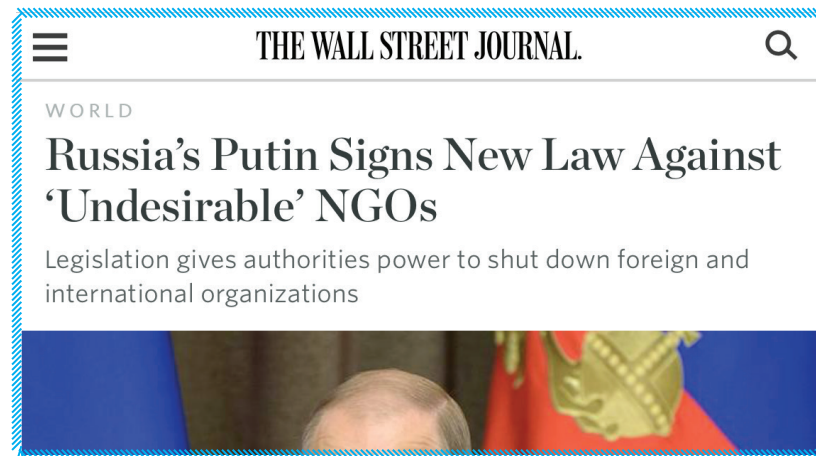 THE WALL STREET JOURNAL.
WORLD
Russia’s Putin Signs New Law Against
‘Undesirable’ NGOs
Legislation gives authorities power to shut down foreign and
international organizations